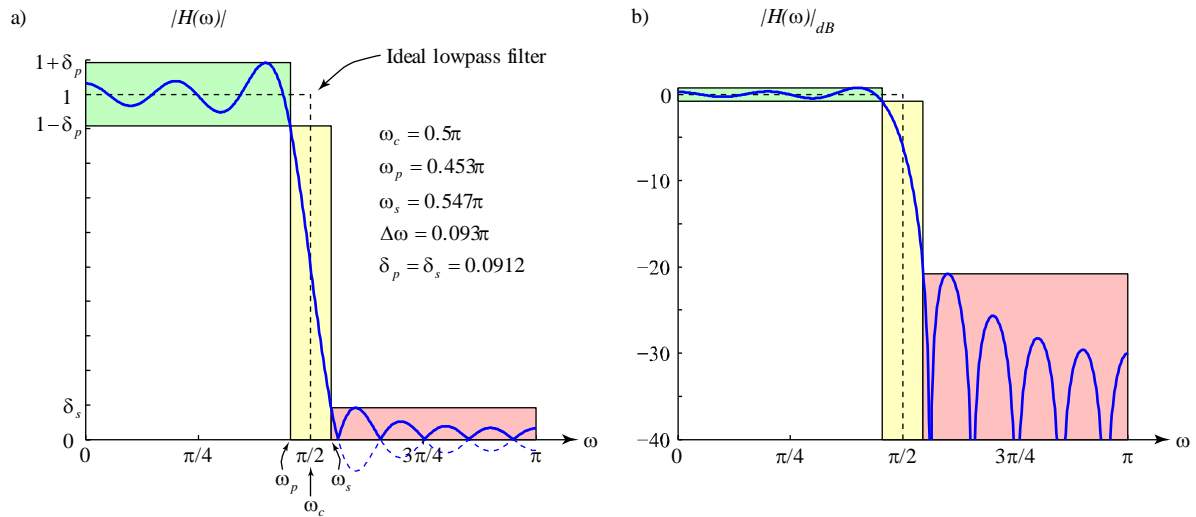 a)
|H(ω)|
Ideal lowpass filter
1+δp
1
1−δp
δs
0
ωc = 0.5π
ωp = 0.453π
ωs = 0.547π
Δω = 0.093π
δp = δs = 0.0912
0
π/4
π/2
3π/4
π
ω
ωp
ωs
ωc
b)
|H(ω)|dB
0
−10
−20
−30
−40
0
π/4
π/2
3π/4
π
ω